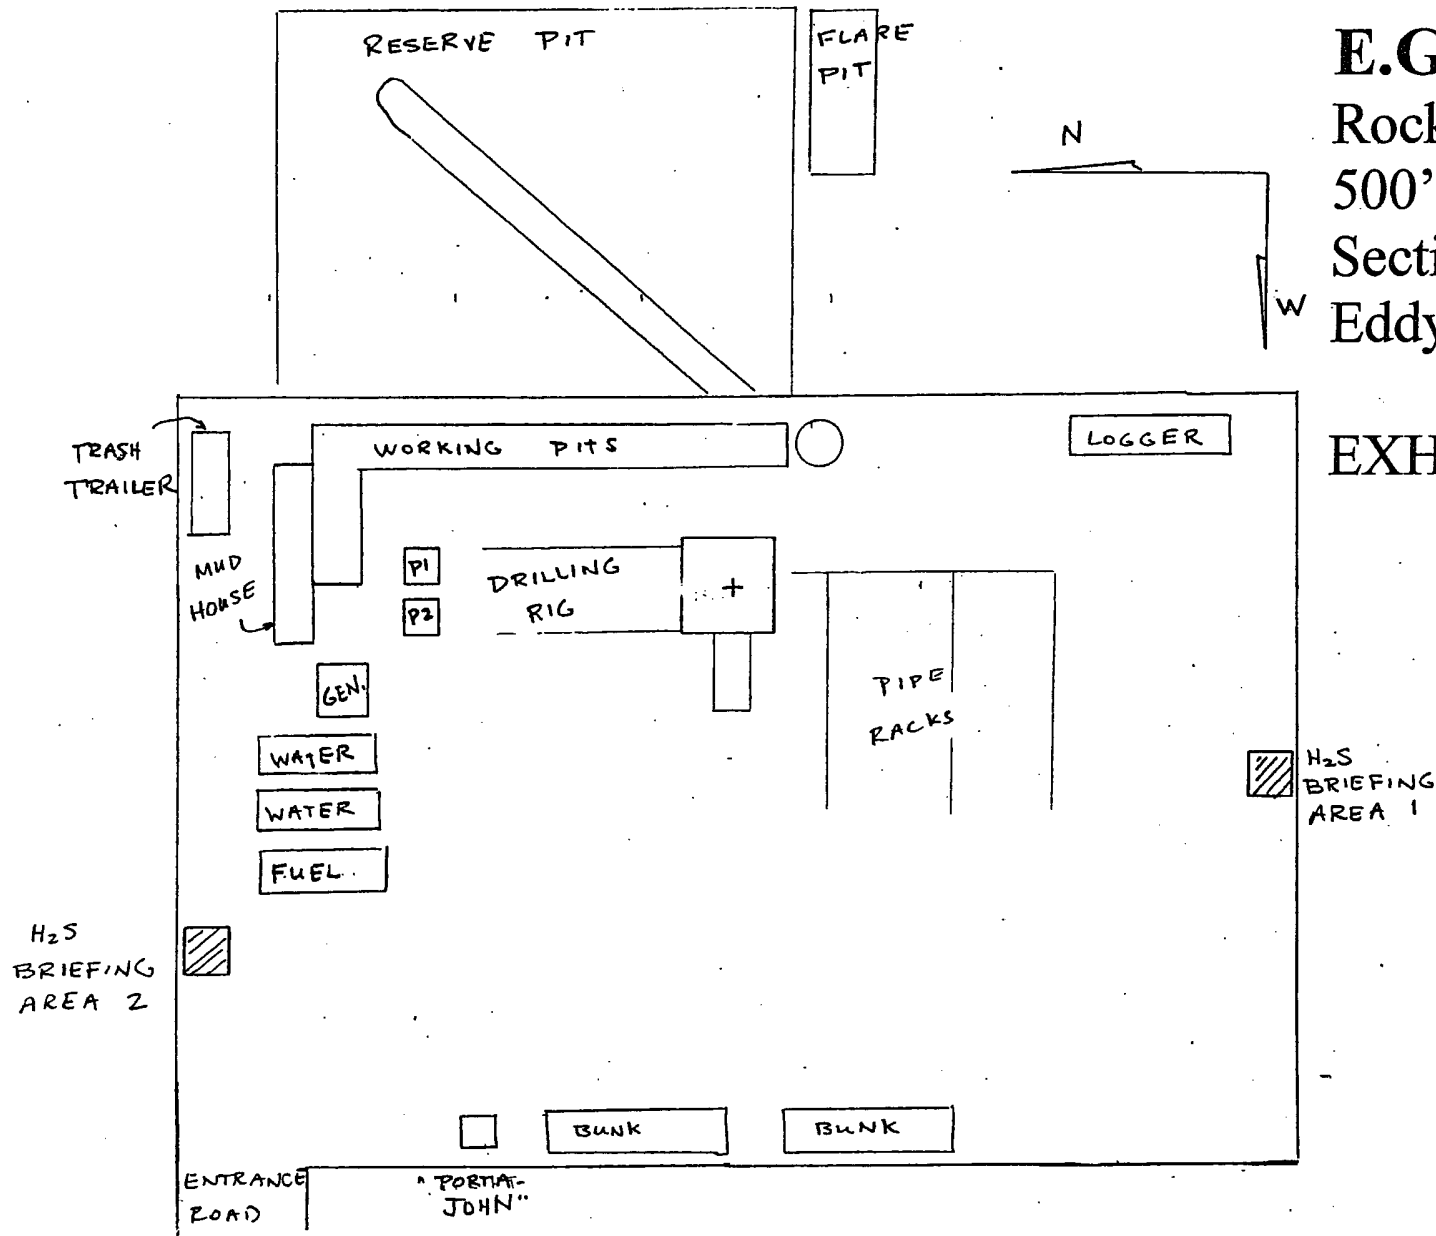 RESERVE PIT
FLARE
PIT
E.G
Rock
500'
Secti
Eddy
EXH
N
W
TRASH
TRAILER
WORKING PITS
LOGGER
MUD
HOUSE
P1
P2
DRILLING
RIG
+
GEN.
PIPE
RACKS
WATER
WATER
FUEL..
H2S
BRIEFING
AREA 1
H2S
BRIEFING
AREA 2
BUNK
BUNK
ENTRANCE
ROAD
"PORTA-
JOHN"